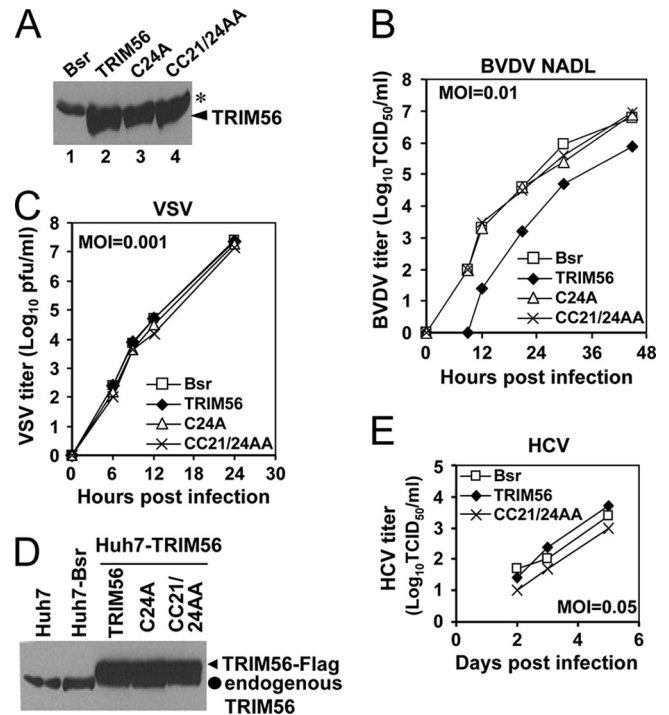 A
Bsr
TRIM56
C24A
CC21/24AA
*
TRIM56
1 2 3 4
B
BVDV NADL
MOI=0.01
BVDV titer (Log10TCID50/ml)
8
7
6
5
4
3
2
1
0
0 12 24 36 48
Hours post infection
Bsr
TRIM56
C24A
CC21/24AA
C
VSV
MOI=0.001
VSV titer (Log10 pfu/ml)
8
7
6
5
4
3
2
1
0
0 6 12 18 24 30
Hours post infection
Bsr
TRIM56
C24A
CC21/24AA
D
Huh7-TRIM56
Huh7
Huh7-Bsr
TRIM56
C24A
CC21/
24AA
TRIM56-Flag
endogenous
TRIM56
E
HCV
Bsr
TRIM56
CC21/24AA
HCV titer
(Log10TCID50/ml)
5
4
3
2
1
0
MOI=0.05
0 2 4 6
Days post infection